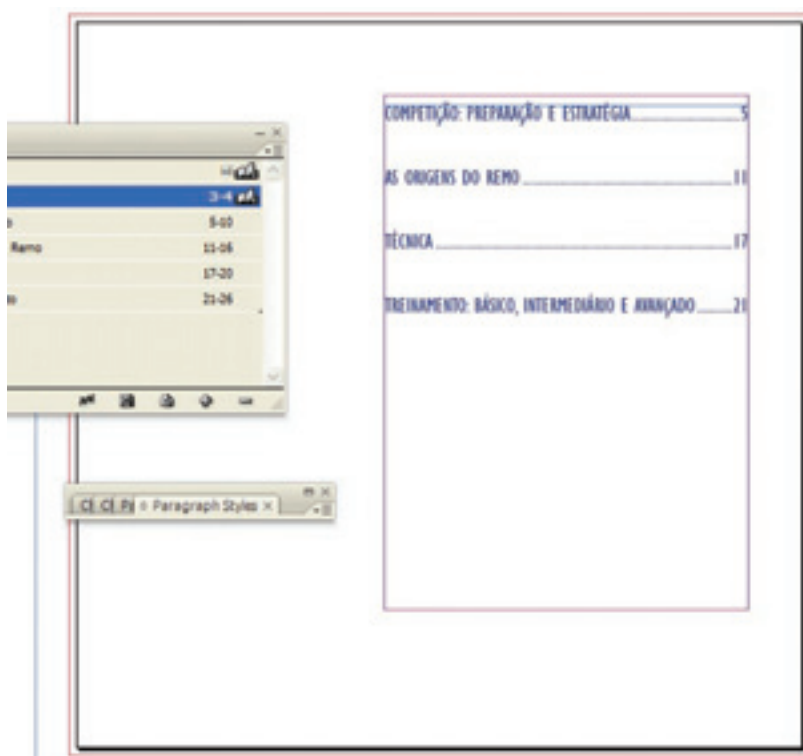 COMPETIÇÃO: PREPARAÇÃO E ESTRATÉGIA 5
AS ORIGENS DO REMO 11
TÉCNICA 17
TREINAMENTO: BÁSICO, INTERMEDIÁRIO E AVANÇADO 21
3-4
5-10
Remo 11-16
17-20
21-26
Paragraph Styles